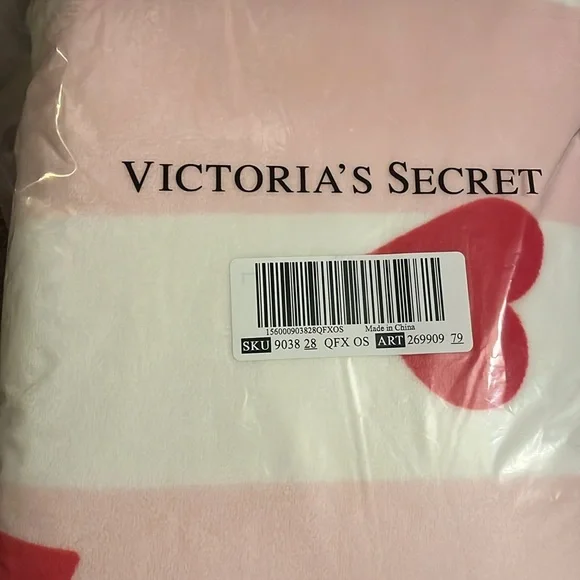 VICTORIA'S SECRET
156000903828QFXOS Made in China
SKU 9038 28 QFX OS ART 269909 79